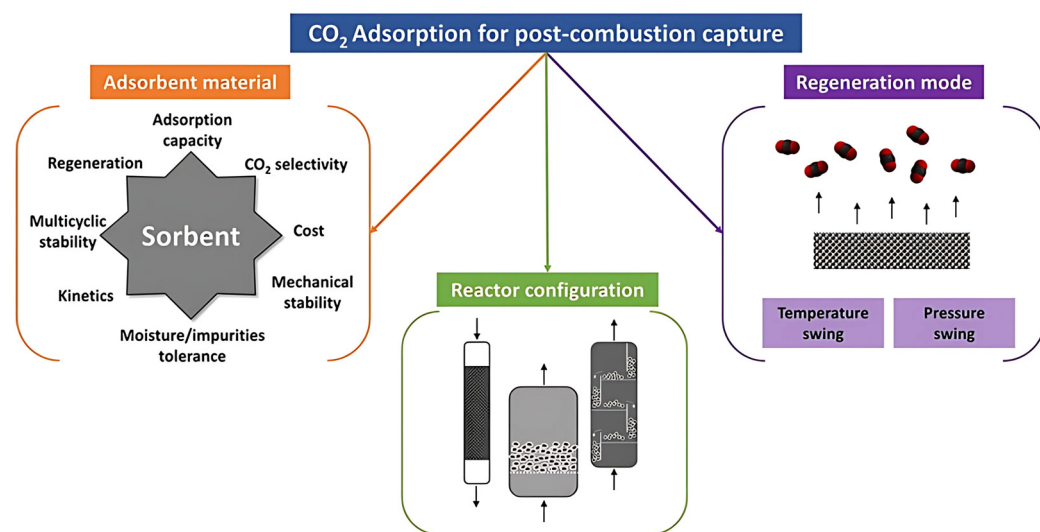 CO₂ Adsorption for post-combustion capture
Adsorbent material
Adsorption
capacity
Regeneration
CO₂ selectivity
Multicyclic
stability
Sorbent
Cost
Kinetics
Mechanical
stability
Moisture/impurities
tolerance
Reactor configuration
Regeneration mode
Temperature
swing
Pressure
swing